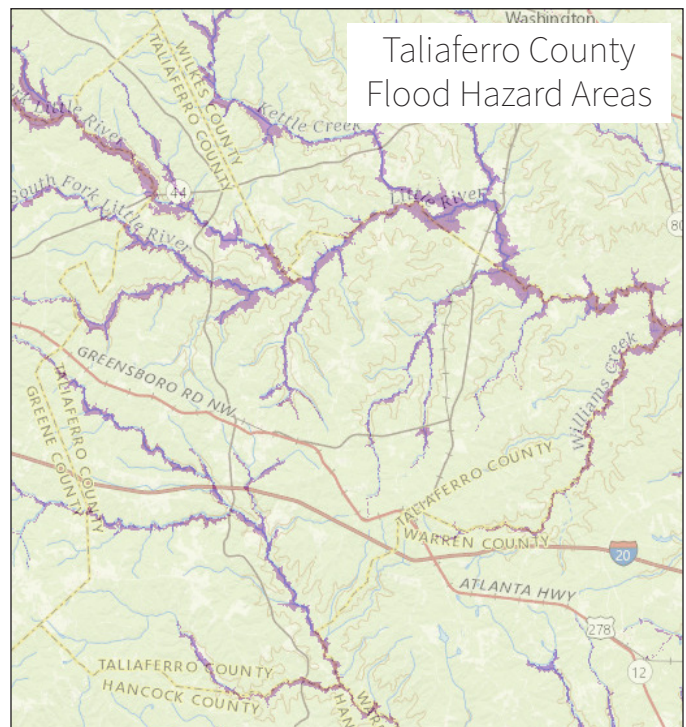 Washington
Taliaferro County
Flood Hazard Areas
WILKES COUNTY
TALIAFERRO COUNTY
Kettle Creek
Little River
44
South Fork Little River
Little River
80
GREENSBORO RD NW
Williams Creek
TALIAFERRO COUNTY
GREENE COUNTY
TALIAFERRO COUNTY
WARREN COUNTY
20
ATLANTA HWY
278
12
TALIAFERRO COUNTY
HANCOCK COUNTY
WAR
HAN